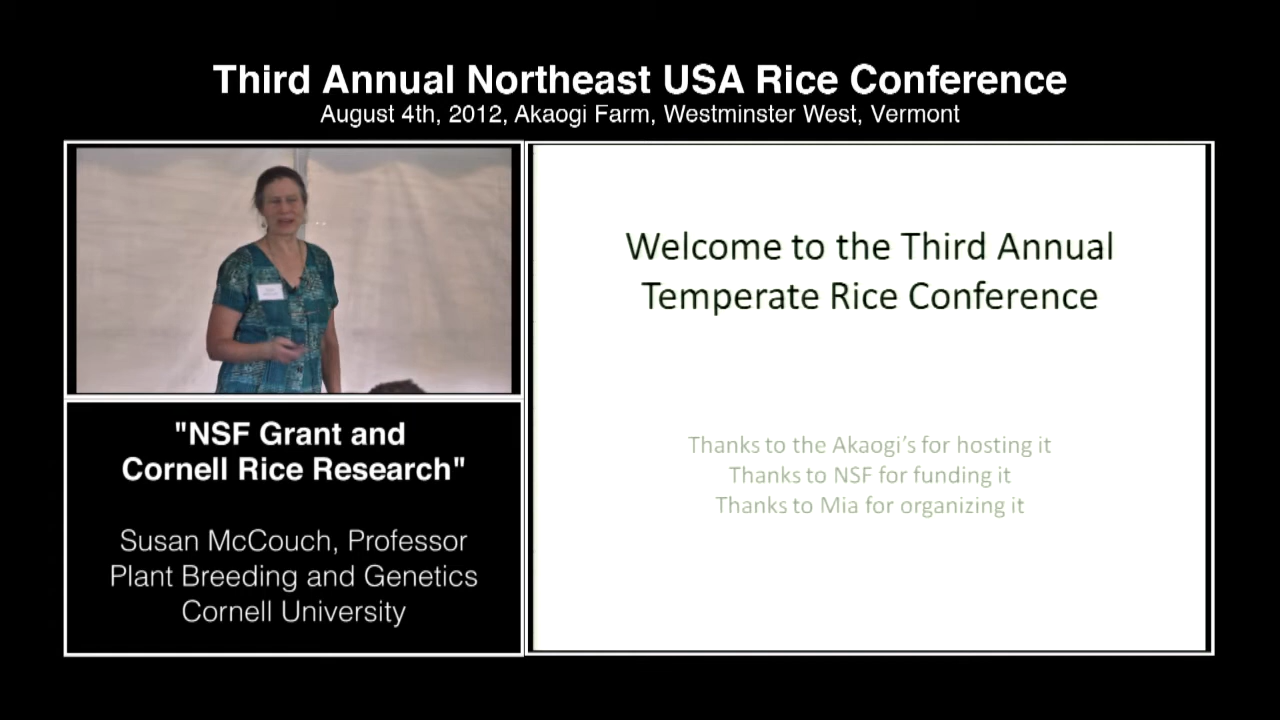 Third Annual Northeast USA Rice Conference
August 4th, 2012, Akaogi Farm, Westminster West, Vermont
"NSF Grant and
Cornell Rice Research"
Susan McCouch, Professor
Plant Breeding and Genetics
Cornell University
Welcome to the Third Annual
Temperate Rice Conference
Thanks to the Akaogi's for hosting it
Thanks to NSF for funding it
Thanks to Mia for organizing it